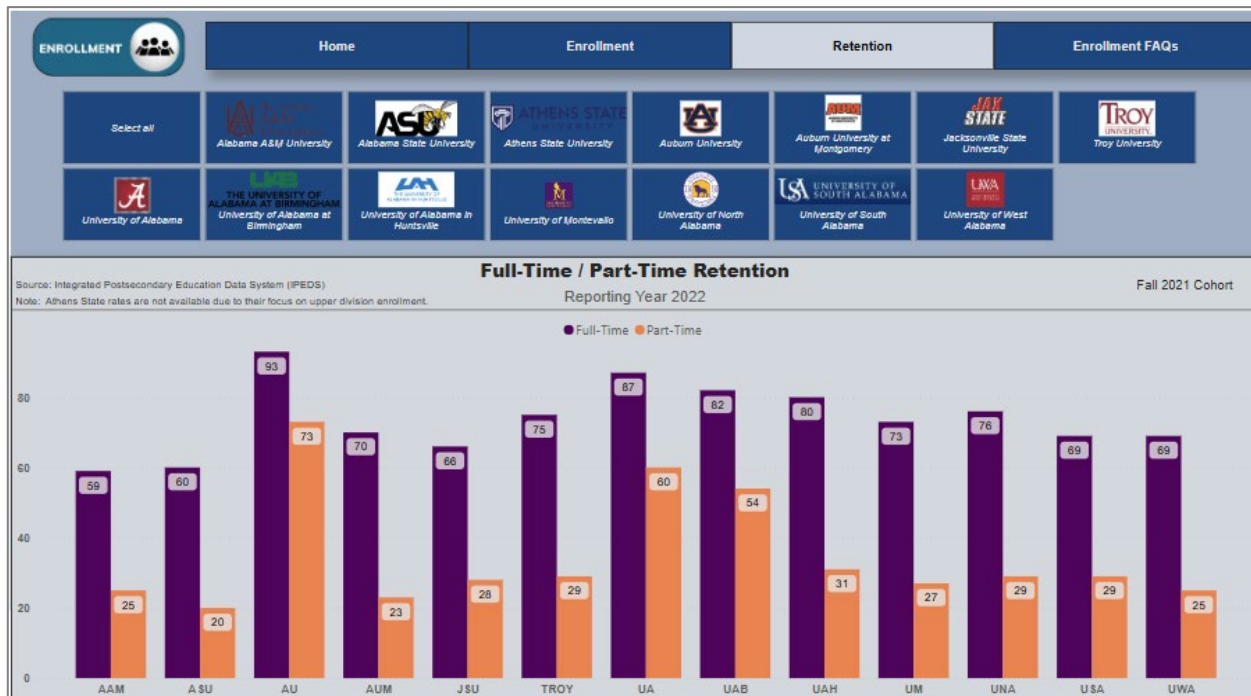 ENROLLMENT
Home
Enrollment
Retention
Enrollment FAQs
Select all
Alabama A&M University
ASU
Alabama State University
ATHENS STATE
UNIVERSITY
Athens State University
Auburn University
AUM
Auburn University at
Montgomery
JAX
STATE
Jacksonville State
University
TROY
UNIVERSITY
Troy University
A
University of Alabama
UAB
THE UNIVERSITY OF
ALABAMA AT BIRMINGHAM
University of Alabama at
Birmingham
UAH
University of Alabama in
Huntsville
University of Montevallo
University of North
Alabama
USA UNIVERSITY OF
SOUTH ALABAMA
University of South
Alabama
UWA
University of West
Alabama
Full-Time / Part-Time Retention
Source: Integrated Postsecondary Education Data System (IPEDS)
Reporting Year 2022
Fall 2021 Cohort
Note: Athens State rates are not available due to their focus on upper division enrollment.
Full-Time Part-Time
80
60
40
20
0
59
25
60
20
93
73
70
23
66
28
75
29
87
60
82
54
80
31
73
27
76
29
69
29
69
25
AAM ASU AU AUM JSU TROY UA UAB UAH UM UNA USA UWA